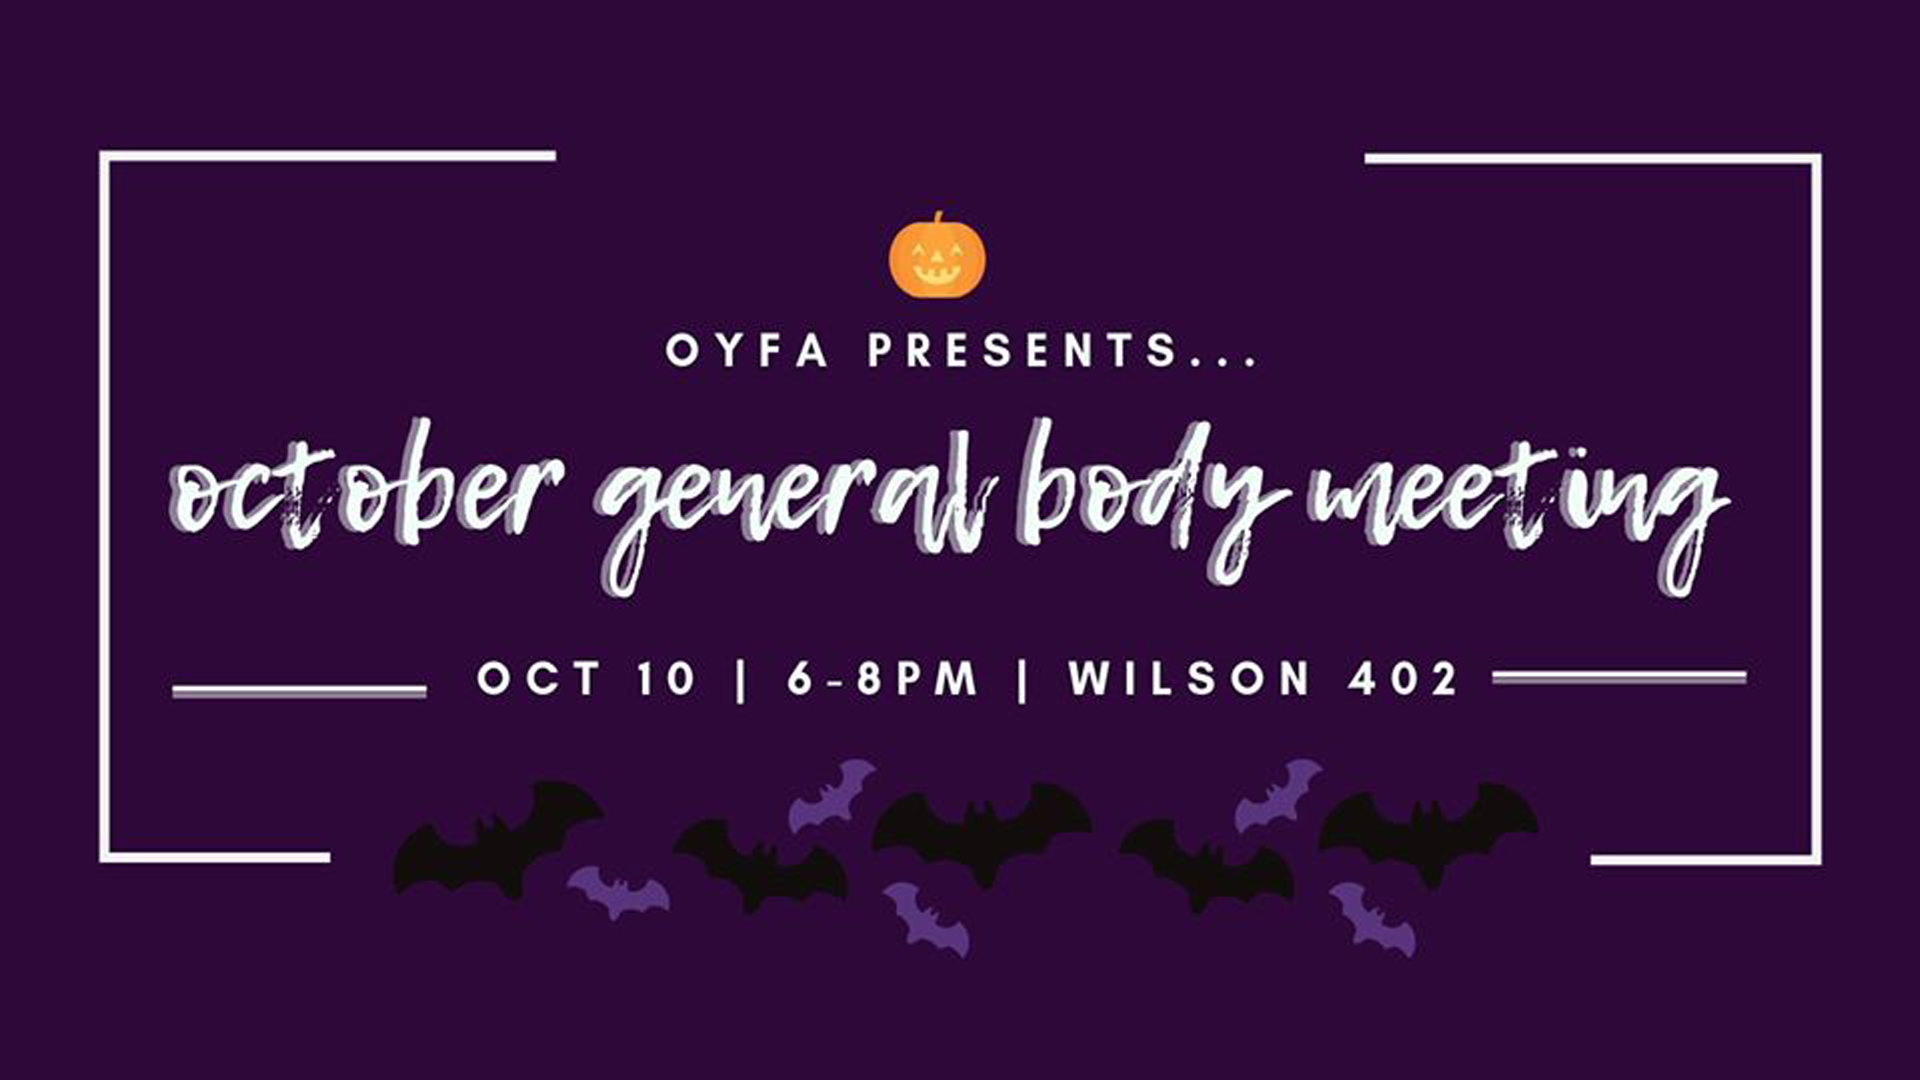 OYFA PRESENTS...
october general body meeting
OCT 10 | 6-8PM | WILSON 402